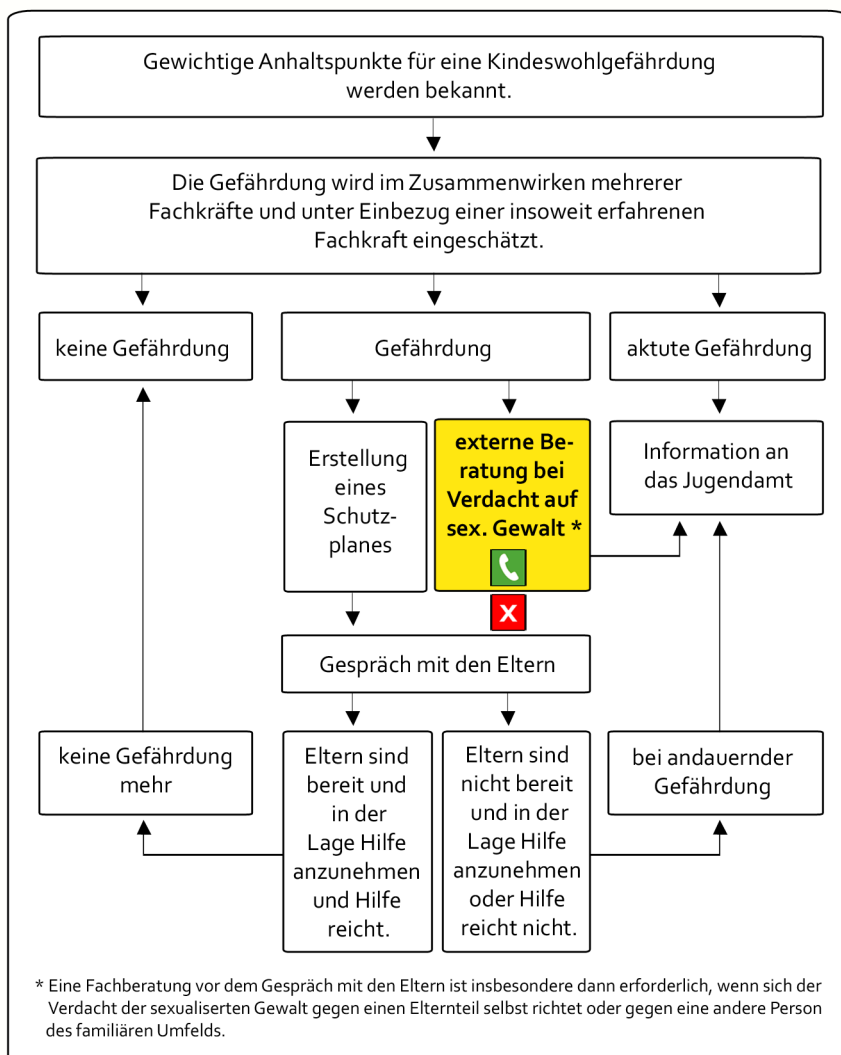 Gewichtige Anhaltspunkte für eine Kindeswohlgefährdung
werden bekannt.
Die Gefährdung wird im Zusammenwirken mehrerer
Fachkräfte und unter Einbezug einer insoweit erfahrenen
Fachkraft eingeschätzt.
keine Gefährdung
Gefährdung
aktute Gefährdung
Erstellung
eines
Schutz-
planes
externe Be-
ratung bei
Verdacht auf
sex. Gewalt *
X
Information an
das Jugendamt
Gespräch mit den Eltern
keine Gefährdung
mehr
Eltern sind
bereit und
in der
Lage Hilfe
anzunehmen
und Hilfe
reicht.
Eltern sind
nicht bereit
und in der
Lage Hilfe
anzunehmen
oder Hilfe
reicht nicht.
bei andauernder
Gefährdung
* Eine Fachberatung vor dem Gespräch mit den Eltern ist insbesondere dann erforderlich, wenn sich der
Verdacht der sexualiserten Gewalt gegen einen Elternteil selbst richtet oder gegen eine andere Person
des familiären Umfelds.